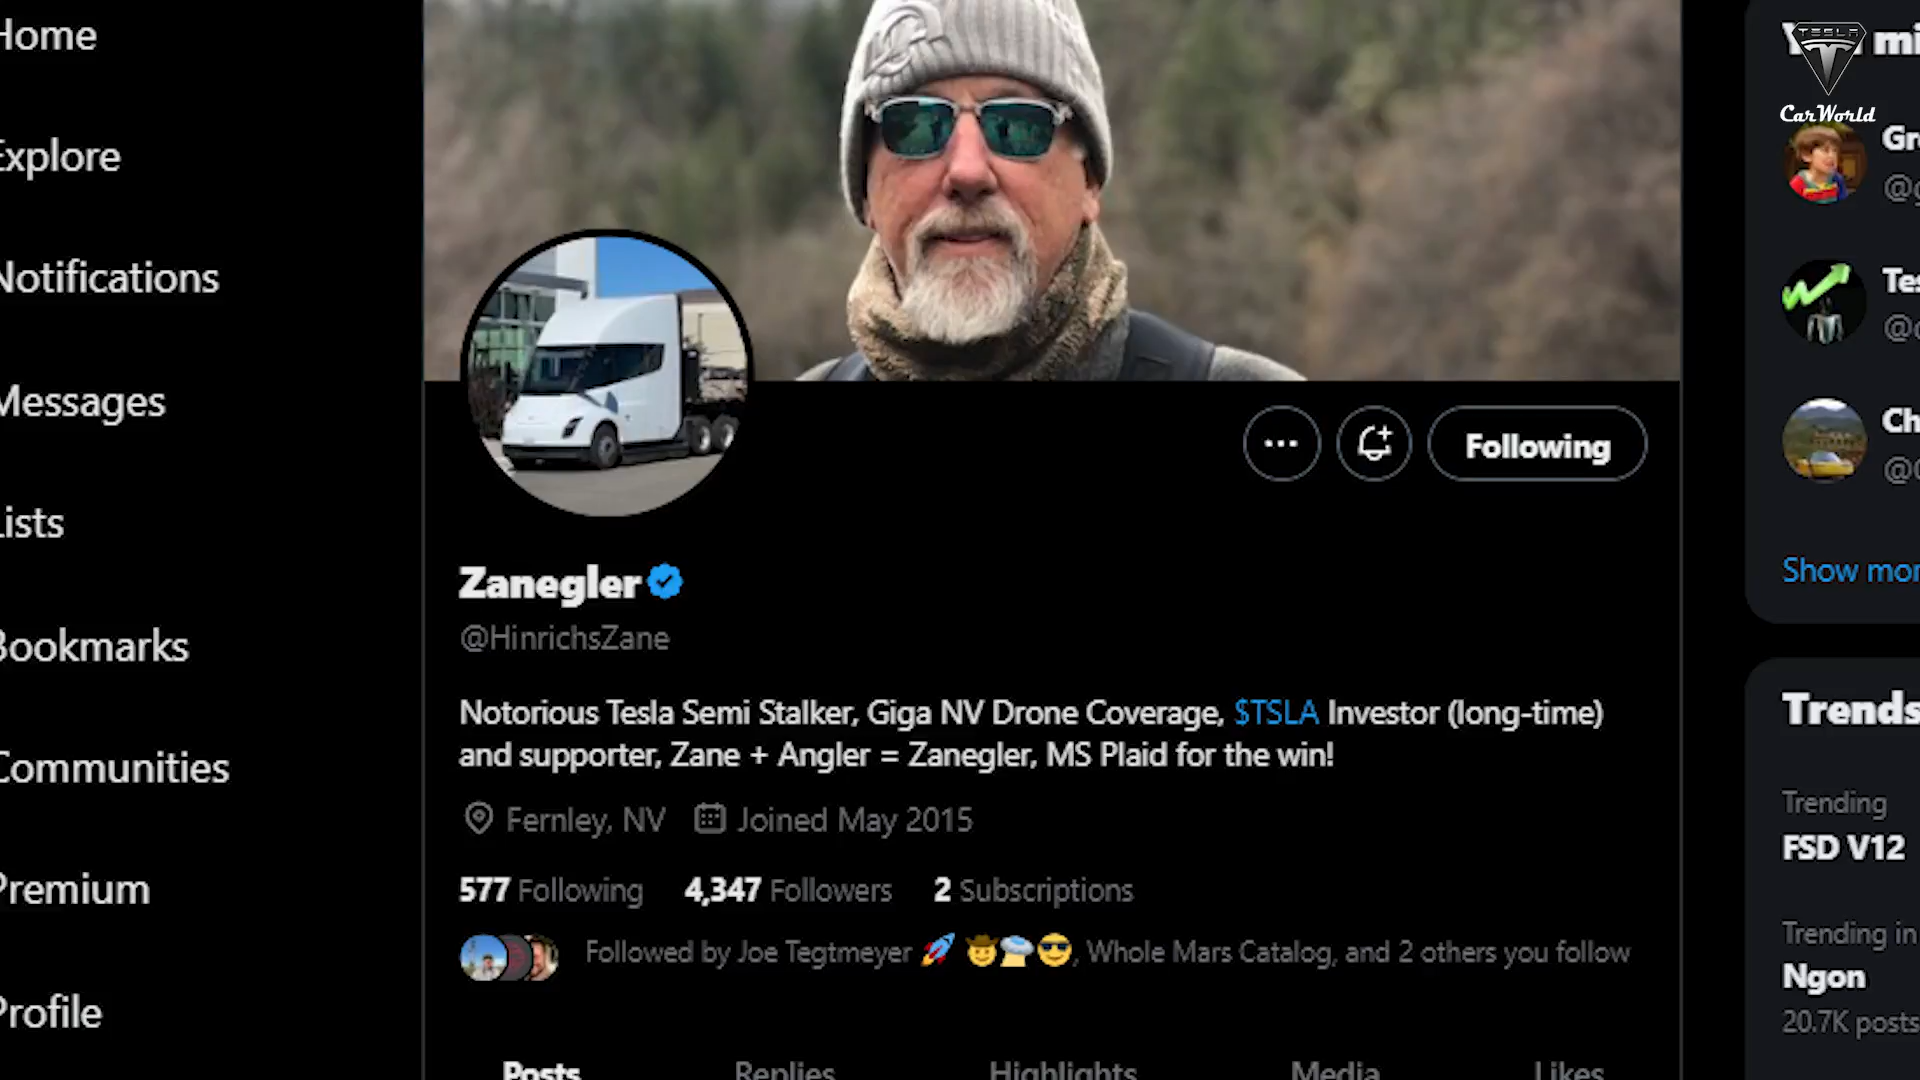 Home
Explore
Notifications
Messages
Lists
Bookmarks
Communities
Premium
Profile
Following
Zanegler
@HinrichsZane
Notorious Tesla Semi Stalker, Giga NV Drone Coverage, $TSLA Investor (long-time)
and supporter, Zane + Angler = Zanegler, MS Plaid for the win!
Fernley, NV Joined May 2015
577 Following 4,347 Followers 2 Subscriptions
Followed by Joe Tegtmeyer 🚀 🤠🛸😎, Whole Mars Catalog, and 2 others you follow
Posts Replies Highlights Media Likes
TESLA
CarWorld
Show mor
Trends
Trending
FSD V12
Trending in
Ngon
20.7K posts